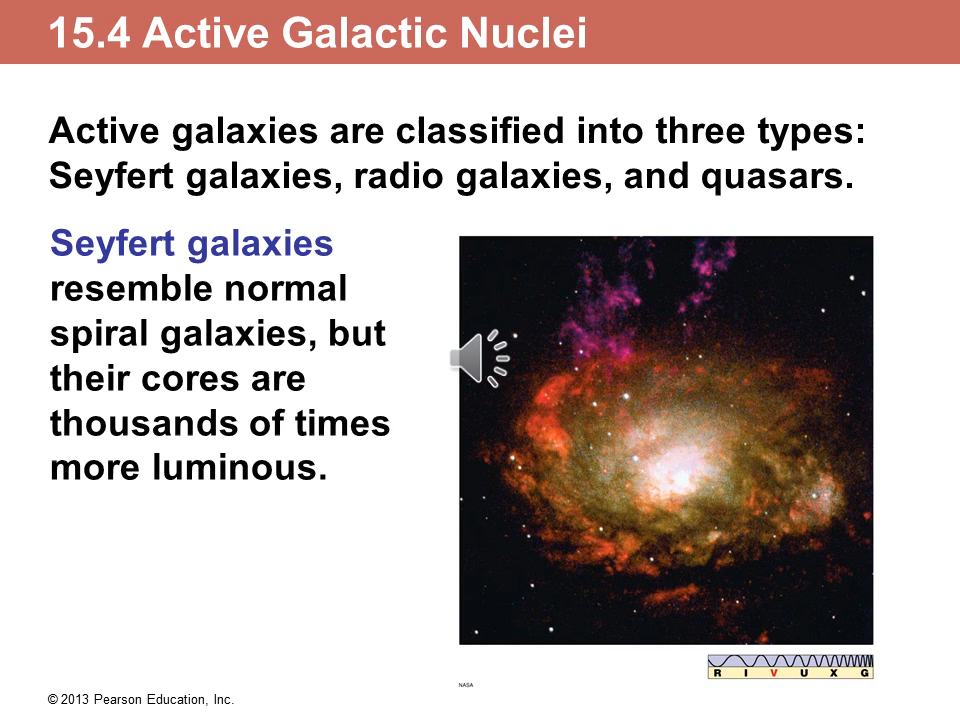 15.4 Active Galactic Nuclei
Active galaxies are classified into three types:
Seyfert galaxies, radio galaxies, and quasars.
Seyfert galaxies
resemble normal
spiral galaxies, but
their cores are
thousands of times
more luminous.
R I V U X G
NASA
© 2013 Pearson Education, Inc.